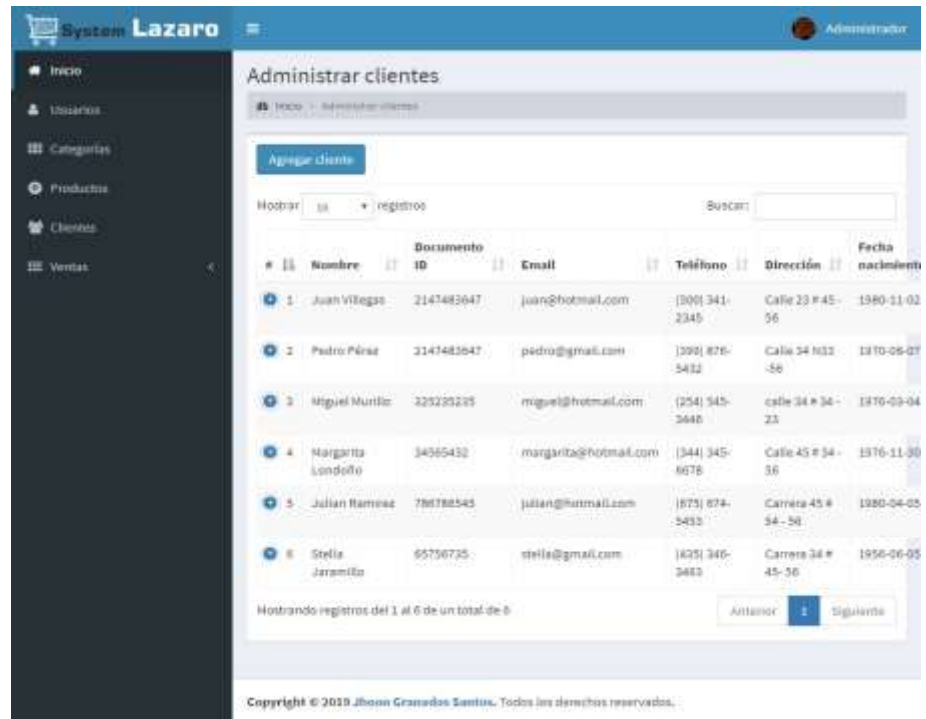 System Lazaro
Administrador
Inicio
Usuarios
Categorías
Productos
Clientes
Ventas
Administrar clientes
Inicio > Administrar clientes
Agregar cliente
Mostrar 10 registros
Buscar:
# Nombre Documento ID Email Teléfono Dirección Fecha nacimiento
1 Juan Villegas 2147483647 juan@hotmail.com (300) 341-2345 Calle 23 # 45 - 56 1980-11-02
2 Pedro Pérez 2147483647 pedro@gmail.com (399) 876-5432 Calle 34 N33 -56 1970-08-07
3 Miguel Murillo 325235235 miguel@hotmail.com (254) 545-3446 calle 34 # 34 - 23 1976-03-04
4 Margarita Londoño 34565432 margarita@hotmail.com (344) 345-6678 Calle 45 # 34 - 56 1976-11-30
5 Julian Ramirez 786786545 julian@hotmail.com (675) 674-5453 Carrera 45 # 54 - 56 1980-04-05
6 Stella Jaramillo 65756735 stella@gmail.com (435) 346-3463 Carrera 34 # 45- 56 1956-06-05
Mostrando registros del 1 al 6 de un total de 6
Anterior 1 Siguiente
Copyright © 2019 Jhoon Granados Santos. Todos los derechos reservados.